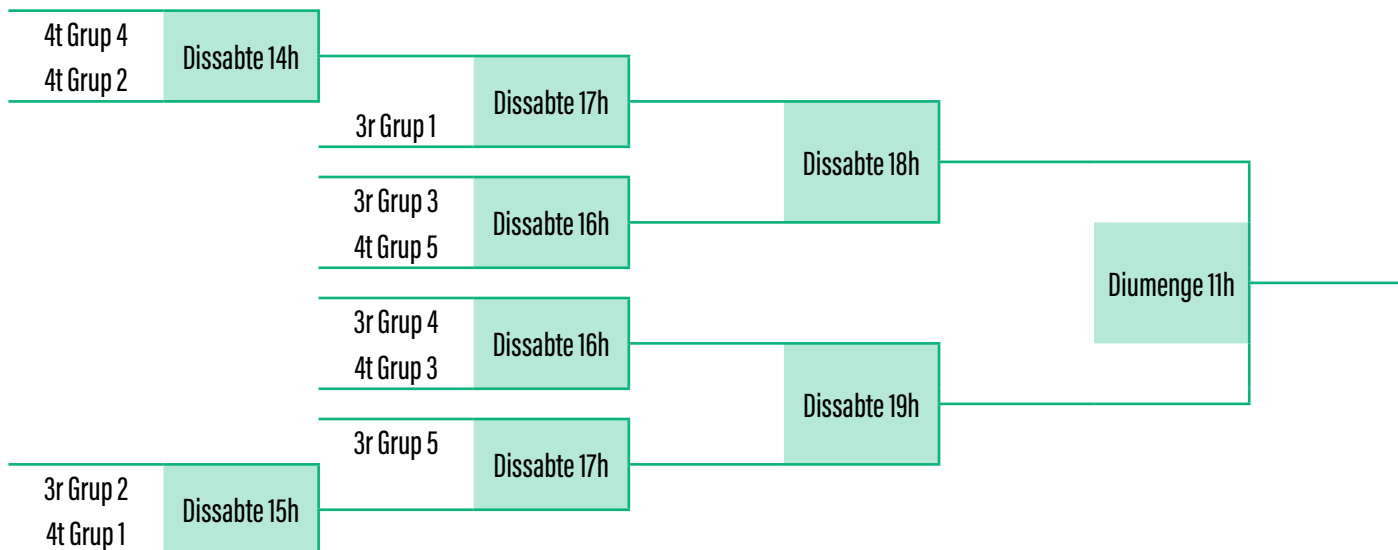 4t Grup 4
4t Grup 2
Dissabte 14h
3r Grup 1
Dissabte 17h
3r Grup 3
4t Grup 5
Dissabte 16h
Dissabte 18h
3r Grup 4
4t Grup 3
Dissabte 16h
3r Grup 5
Dissabte 17h
3r Grup 2
4t Grup 1
Dissabte 15h
Dissabte 19h
Diumenge 11h